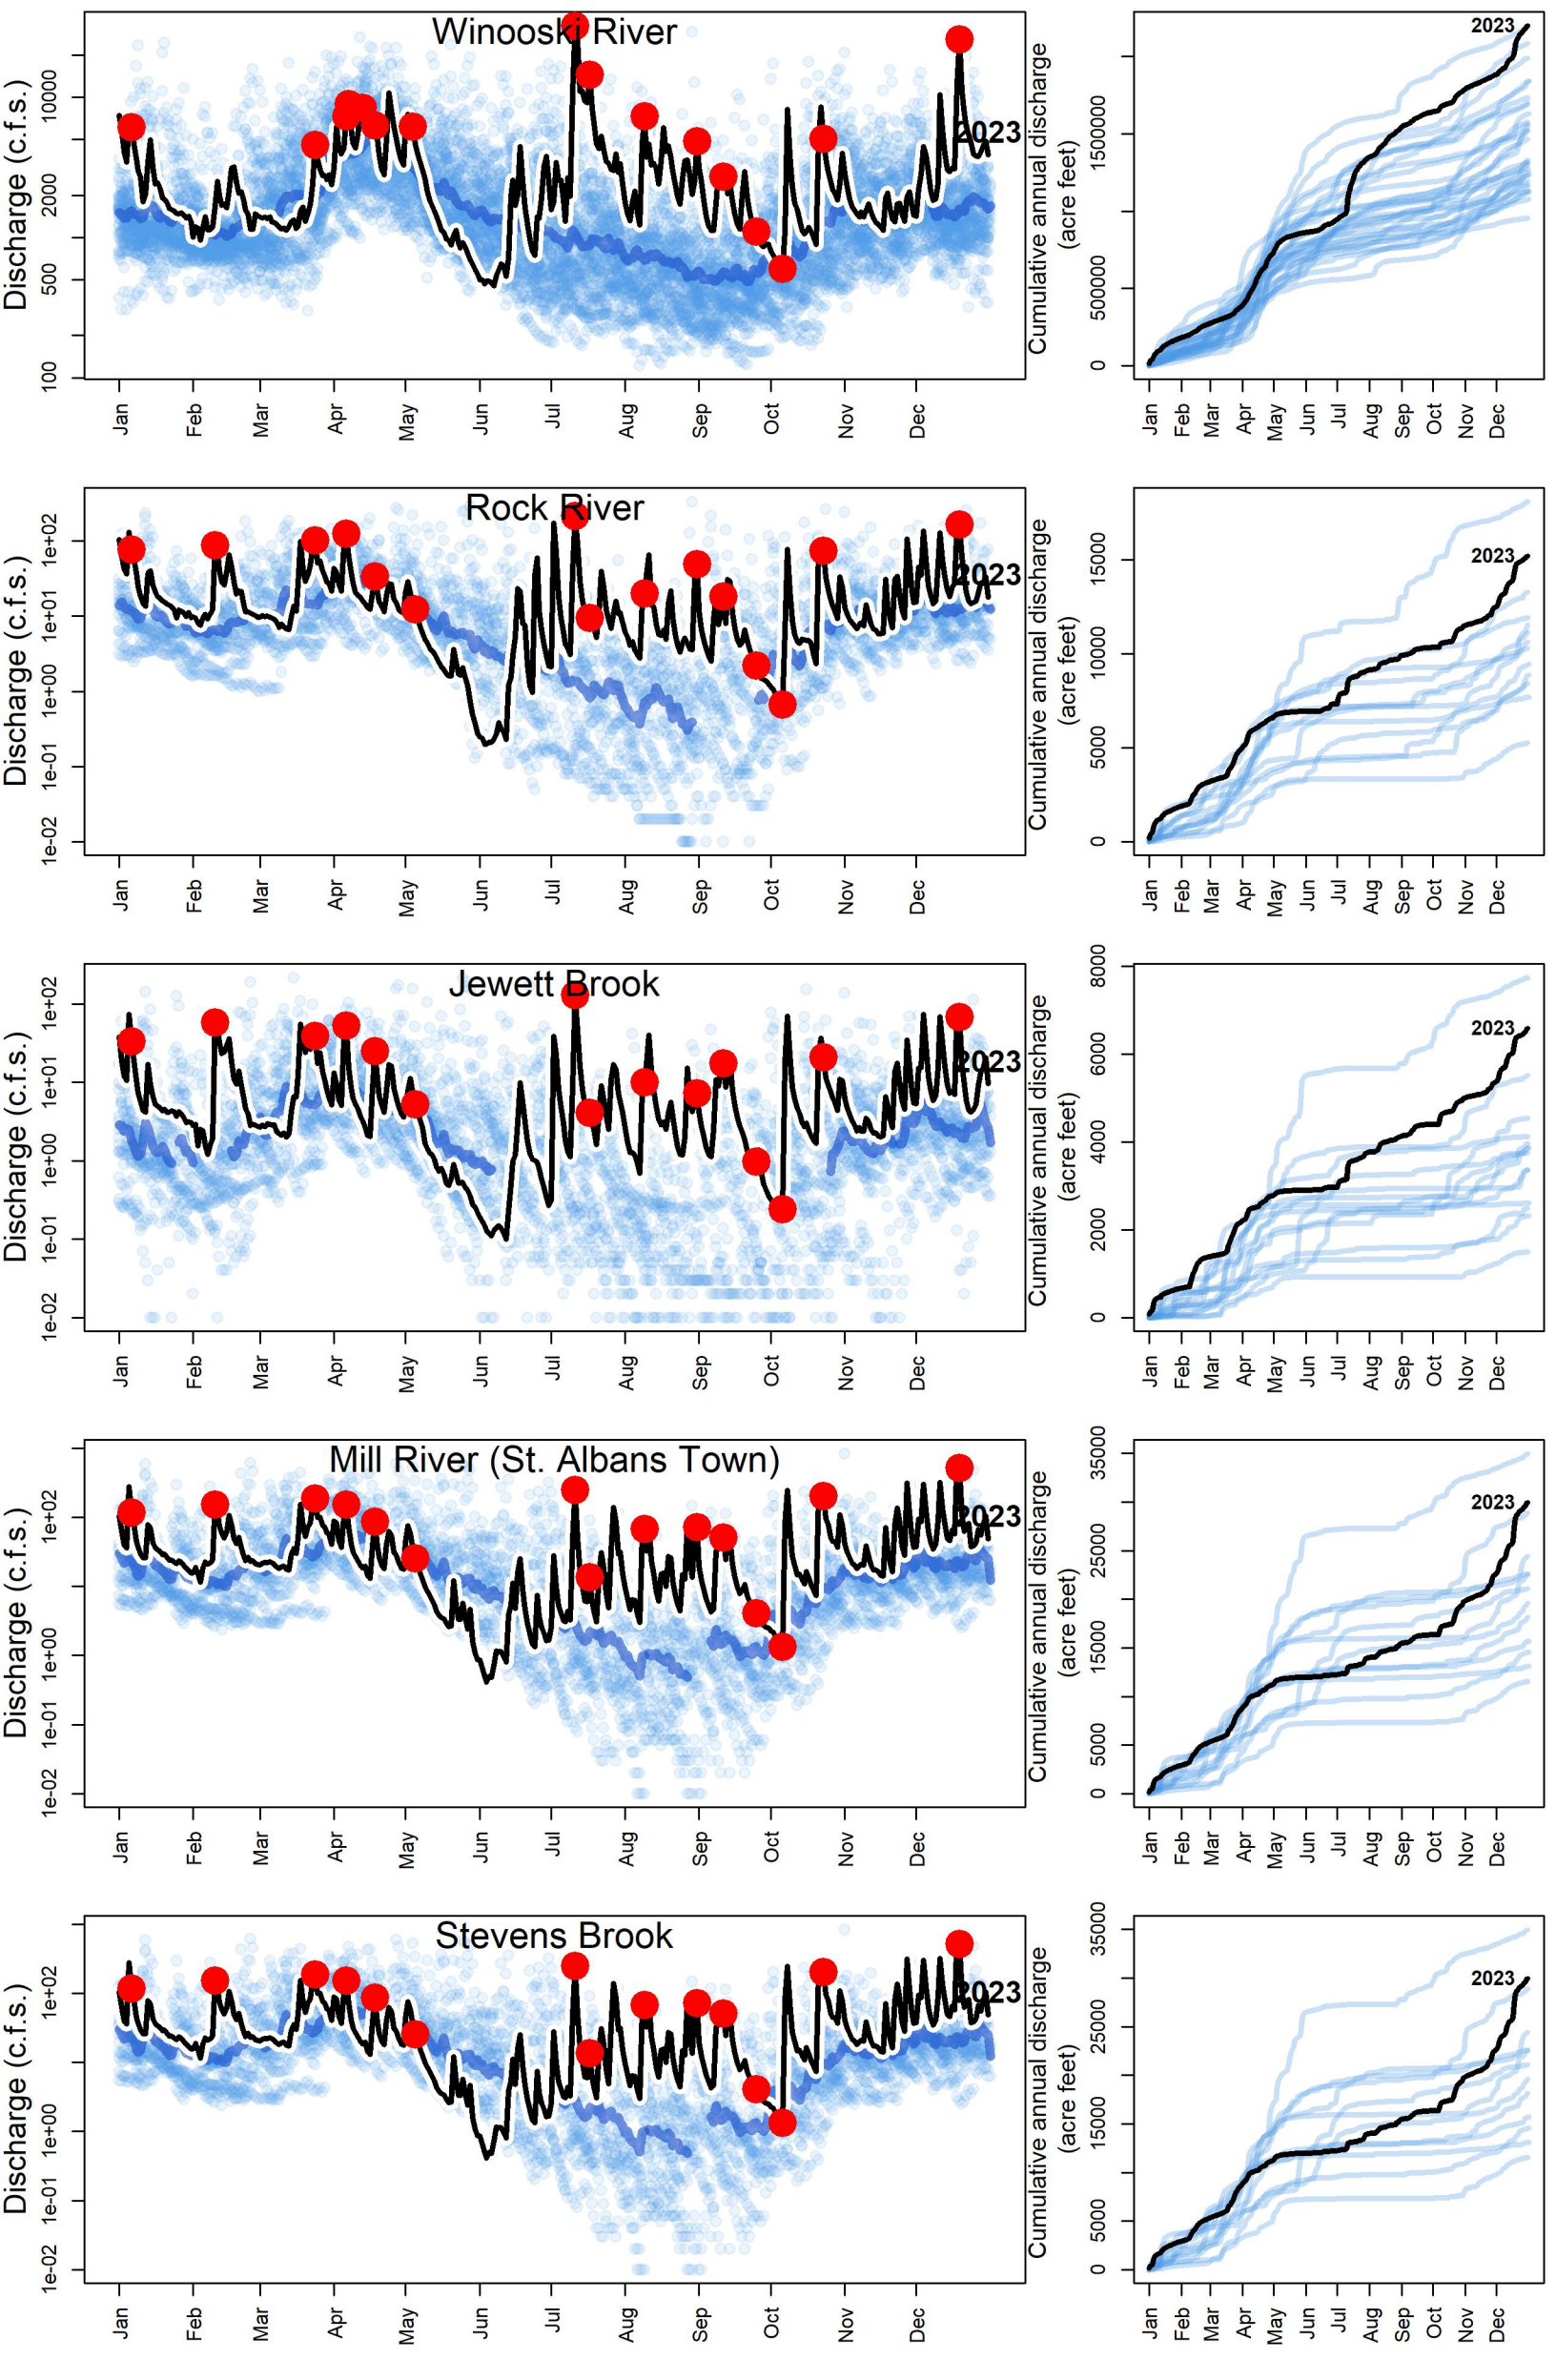 Winooski River
Discharge (c.f.s.)
100
500
2000
10000
2023
Jan
Feb
Mar
Apr
May
Jun
Jul
Aug
Sep
Oct
Nov
Dec
Cumulative annual discharge
(acre feet)
0
500000
1500000
2023
Jan
Feb
Mar
Apr
May
Jun
Jul
Aug
Sep
Oct
Nov
Dec
Rock River
Discharge (c.f.s.)
1e-02
1e-01
1e+00
1e+01
1e+02
2023
Jan
Feb
Mar
Apr
May
Jun
Jul
Aug
Sep
Oct
Nov
Dec
Cumulative annual discharge
(acre feet)
0
5000
10000
15000
2023
Jan
Feb
Mar
Apr
May
Jun
Jul
Aug
Sep
Oct
Nov
Dec
Jewett Brook
Discharge (c.f.s.)
1e-02
1e-01
1e+00
1e+01
1e+02
2023
Jan
Feb
Mar
Apr
May
Jun
Jul
Aug
Sep
Oct
Nov
Dec
Cumulative annual discharge
(acre feet)
0
2000
4000
6000
8000
2023
Jan
Feb
Mar
Apr
May
Jun
Jul
Aug
Sep
Oct
Nov
Dec
Mill River (St. Albans Town)
Discharge (c.f.s.)
1e-02
1e-01
1e+00
1e+02
2023
Jan
Feb
Mar
Apr
May
Jun
Jul
Aug
Sep
Oct
Nov
Dec
Cumulative annual discharge
(acre feet)
0
5000
15000
25000
35000
2023
Jan
Feb
Mar
Apr
May
Jun
Jul
Aug
Sep
Oct
Nov
Dec
Stevens Brook
Discharge (c.f.s.)
1e-02
1e-01
1e+00
1e+02
2023
Jan
Feb
Mar
Apr
May
Jun
Jul
Aug
Sep
Oct
Nov
Dec
Cumulative annual discharge
(acre feet)
0
5000
15000
25000
35000
2023
Jan
Feb
Mar
Apr
May
Jun
Jul
Aug
Sep
Oct
Nov
Dec